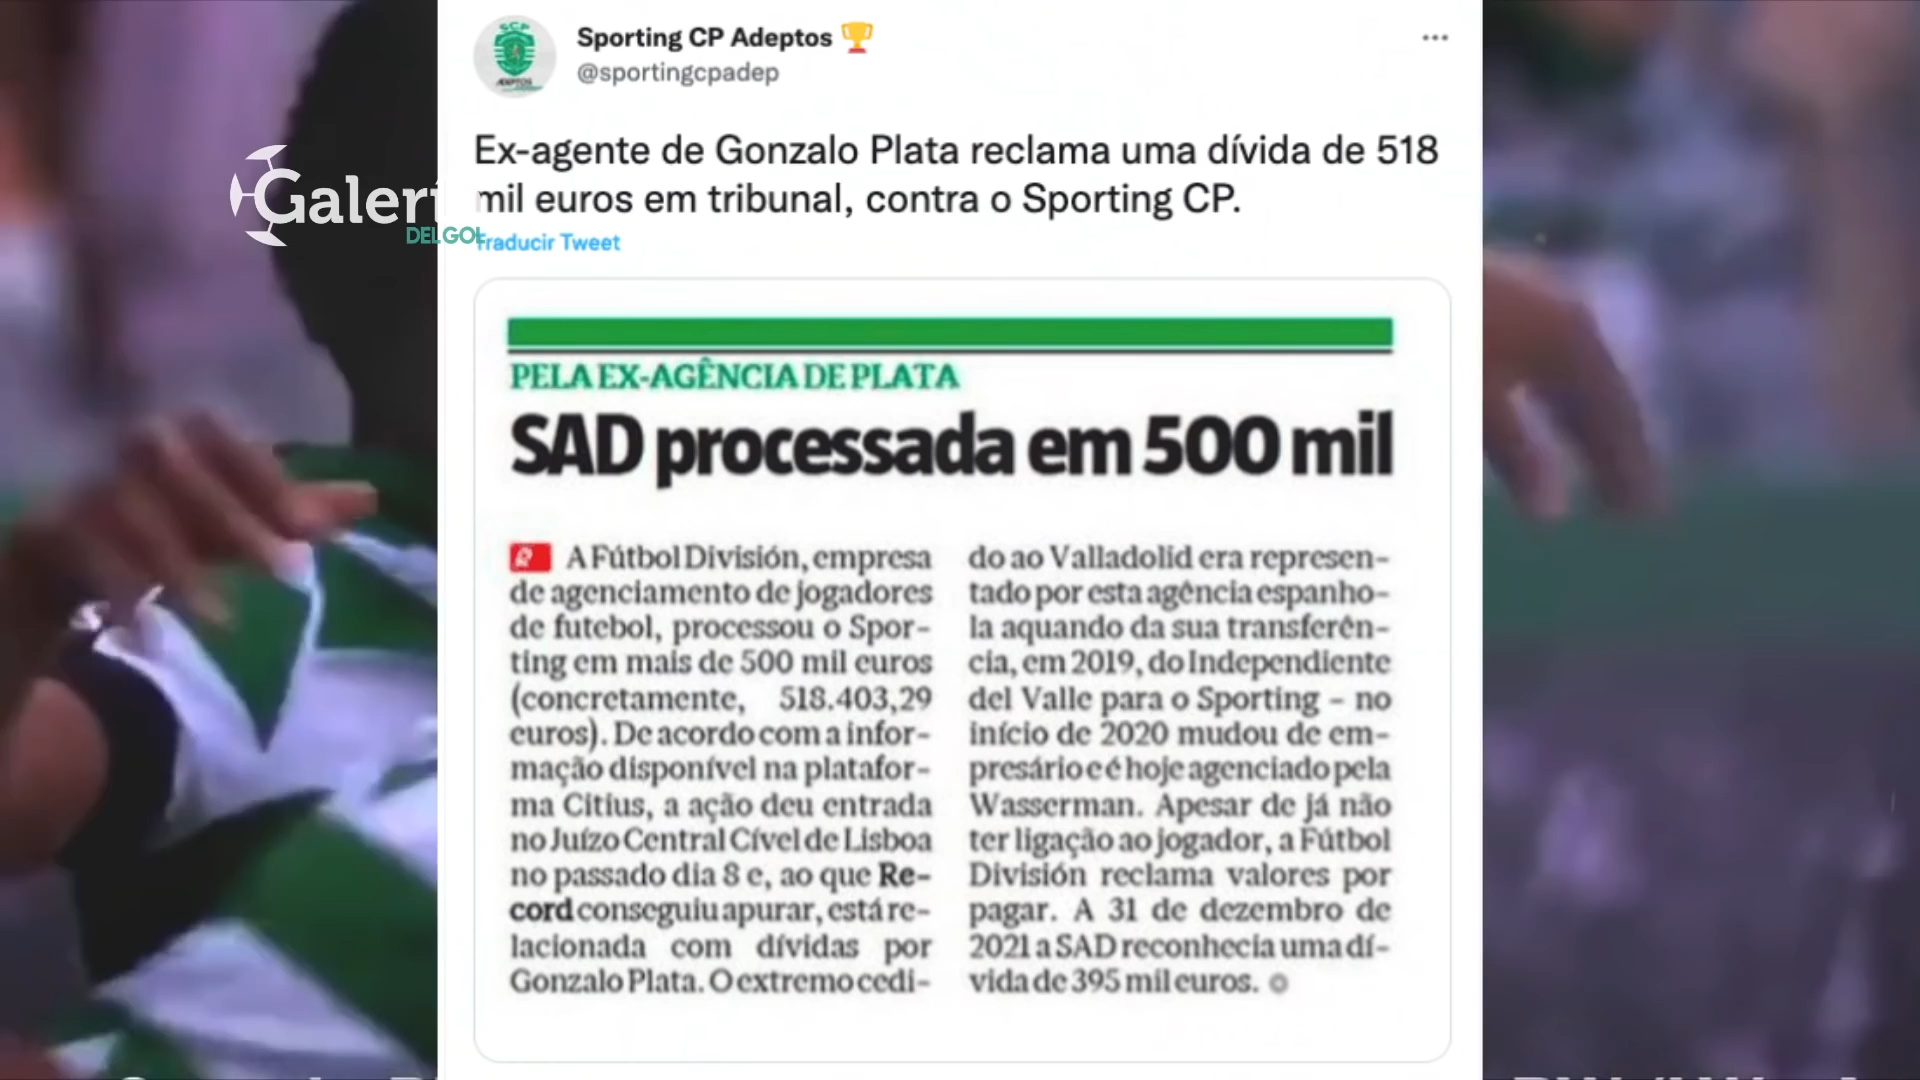 Sporting CP Adeptos
@sportingcpadep
Ex-agente de Gonzalo Plata reclama uma dívida de 518
mil euros em tribunal, contra o Sporting CP.
Galerí
DEL GOL
Traducir Tweet
PELA EX-AGÊNCIA DE PLATA
SAD processada em 500 mil
A Fútbol División, empresa
de agenciamento de jogadores
de futebol, processou o Spor-
ting em mais de 500 mil euros
(concretamente, 518.403,29
euros). De acordo com a infor-
mação disponível na platafor-
ma Citius, a ação deu entrada
no Juízo Central Cível de Lisboa
no passado dia 8 e, ao que Re-
cord conseguiu apurar, está re-
lacionada com dívidas por
Gonzalo Plata. O extremo cedi-
do ao Valladolid era represen-
tado por esta agência espanho-
la aquando da sua transferên-
cia, em 2019, do Independiente
del Valle para o Sporting – no
início de 2020 mudou de em-
presário e é hoje agenciado pela
Wasserman. Apesar de já não
ter ligação ao jogador, a Fútbol
División reclama valores por
pagar. A 31 de dezembro de
2021 a SAD reconhecia uma dí-
vida de 395 mil euros.